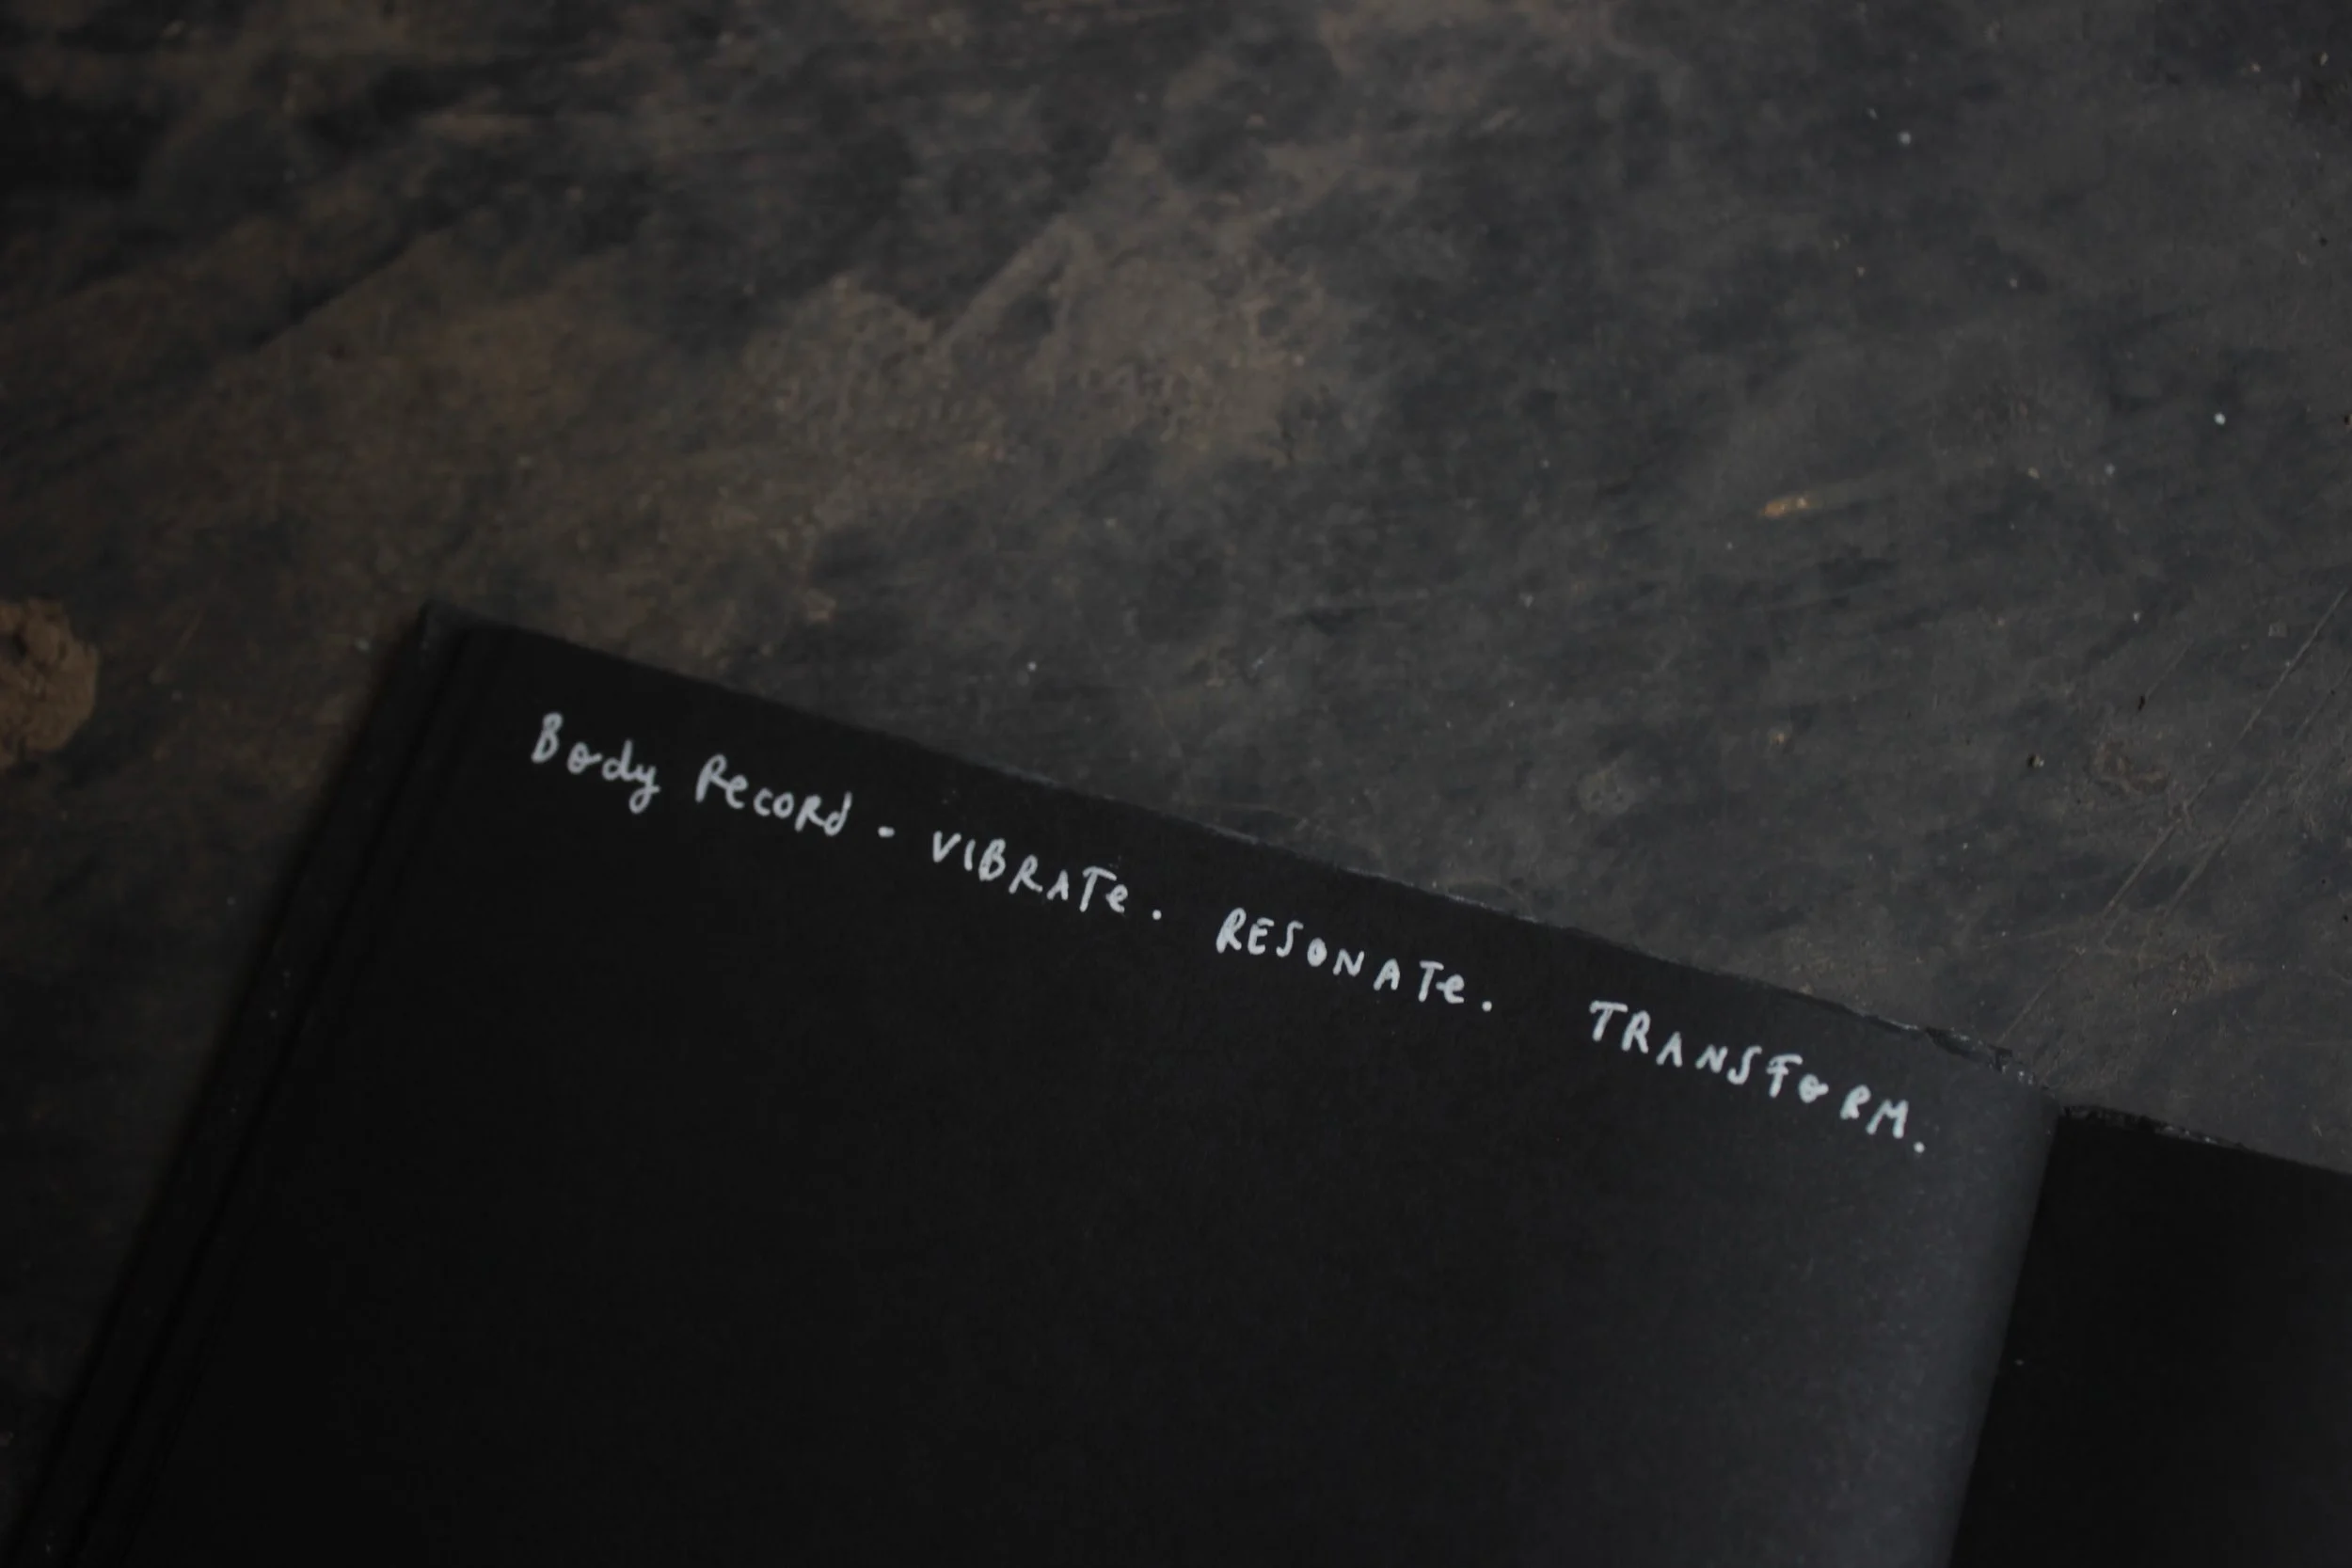 Body Record - VIBRATe. RESONATe. TRANSFORM.